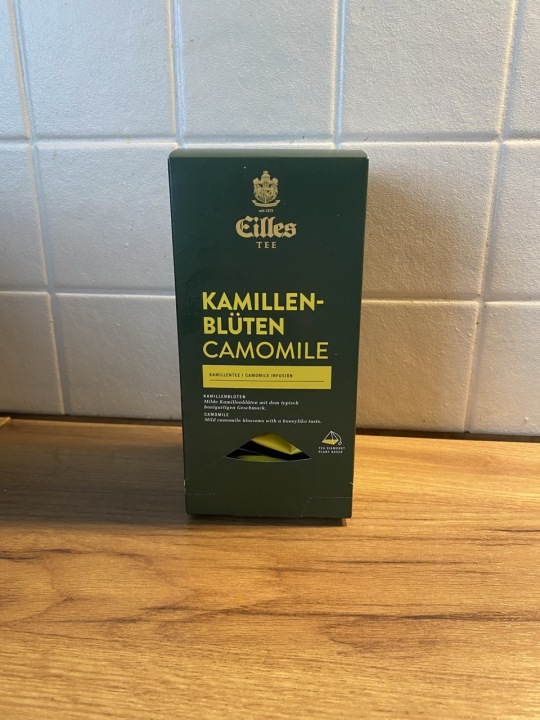 seit 1873
Eilles
TEE
KAMILLEN-
BLÜTEN
CAMOMILE
KAMILLENTEE / CAMOMILE INFUSION
KAMILLENBLÜTEN
Milde Kamillenblüten mit dem typisch
honigartigen Geschmack.
CAMOMILE
Mild camomile blossoms with a honeylike taste.
TEA DIAMOND®
PLANT BASED